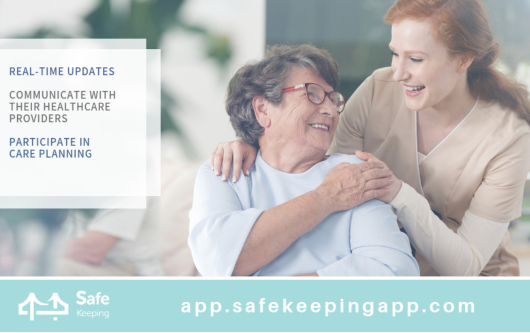 REAL-TIME UPDATES
COMMUNICATE WITH
THEIR HEALTHCARE
PROVIDERS
PARTICIPATE IN
CARE PLANNING
Safe
Keeping
app.safekeepingapp.com